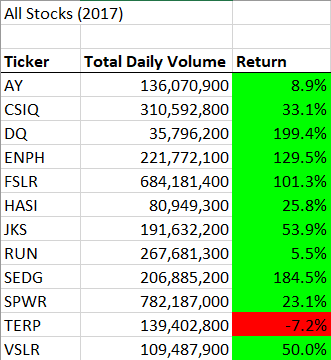 All Stocks (2017)
Ticker Total Daily Volume Return
AY 136,070,900 8.9%
CSIQ 310,592,800 33.1%
DQ 35,796,200 199.4%
ENPH 221,772,100 129.5%
FSLR 684,181,400 101.3%
HASI 80,949,300 25.8%
JKS 191,632,200 53.9%
RUN 267,681,300 5.5%
SEDG 206,885,200 184.5%
SPWR 782,187,000 23.1%
TERP 139,402,800 -7.2%
VSLR 109,487,900 50.0%